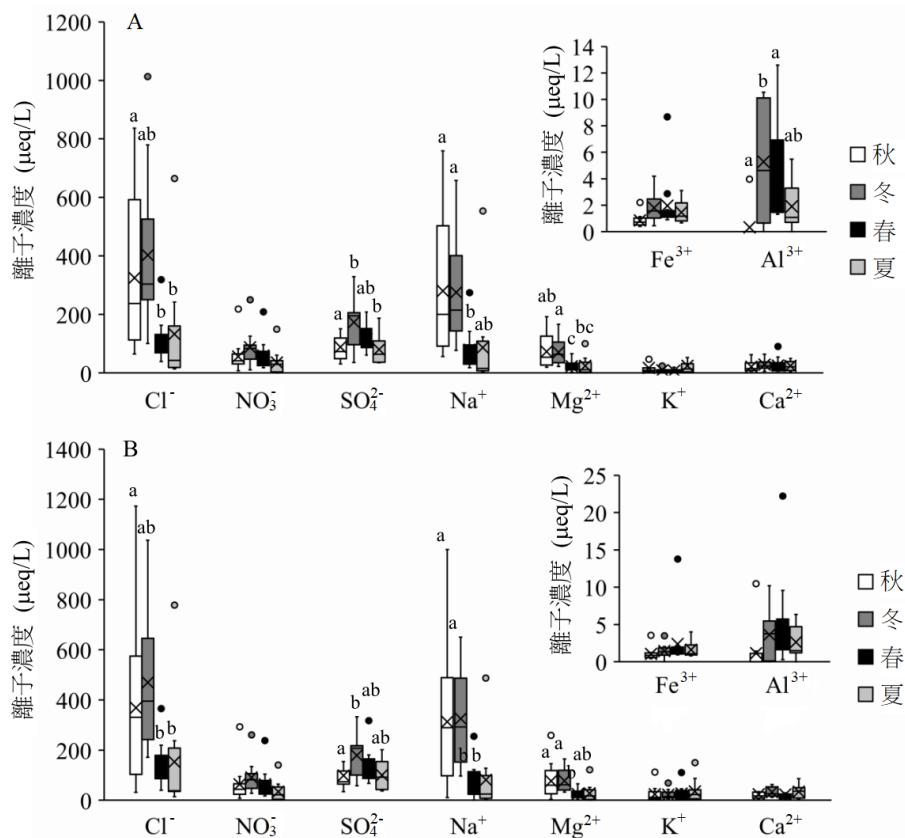 A
離子濃度 (μeq/L)
1200
1000
800
600
400
200
0
a
ab
b
b
a
b
ab
b
a
a
b
ab
ab
a
c
bc
Cl⁻
NO₃⁻
SO₄²⁻
Na⁺
Mg²⁺
K⁺
Ca²⁺
離子濃度 (μeq/L)
14
12
10
8
6
4
2
0
a
b
a
ab
Fe³⁺
Al³⁺
秋
冬
春
夏
B
離子濃度 (μeq/L)
1400
1200
1000
800
600
400
200
0
a
ab
b
b
a
b
ab
ab
a
a
b
b
a
a
b
ab
Cl⁻
NO₃⁻
SO₄²⁻
Na⁺
Mg²⁺
K⁺
Ca²⁺
離子濃度 (μeq/L)
25
20
15
10
5
0
Fe³⁺
Al³⁺
秋
冬
春
夏